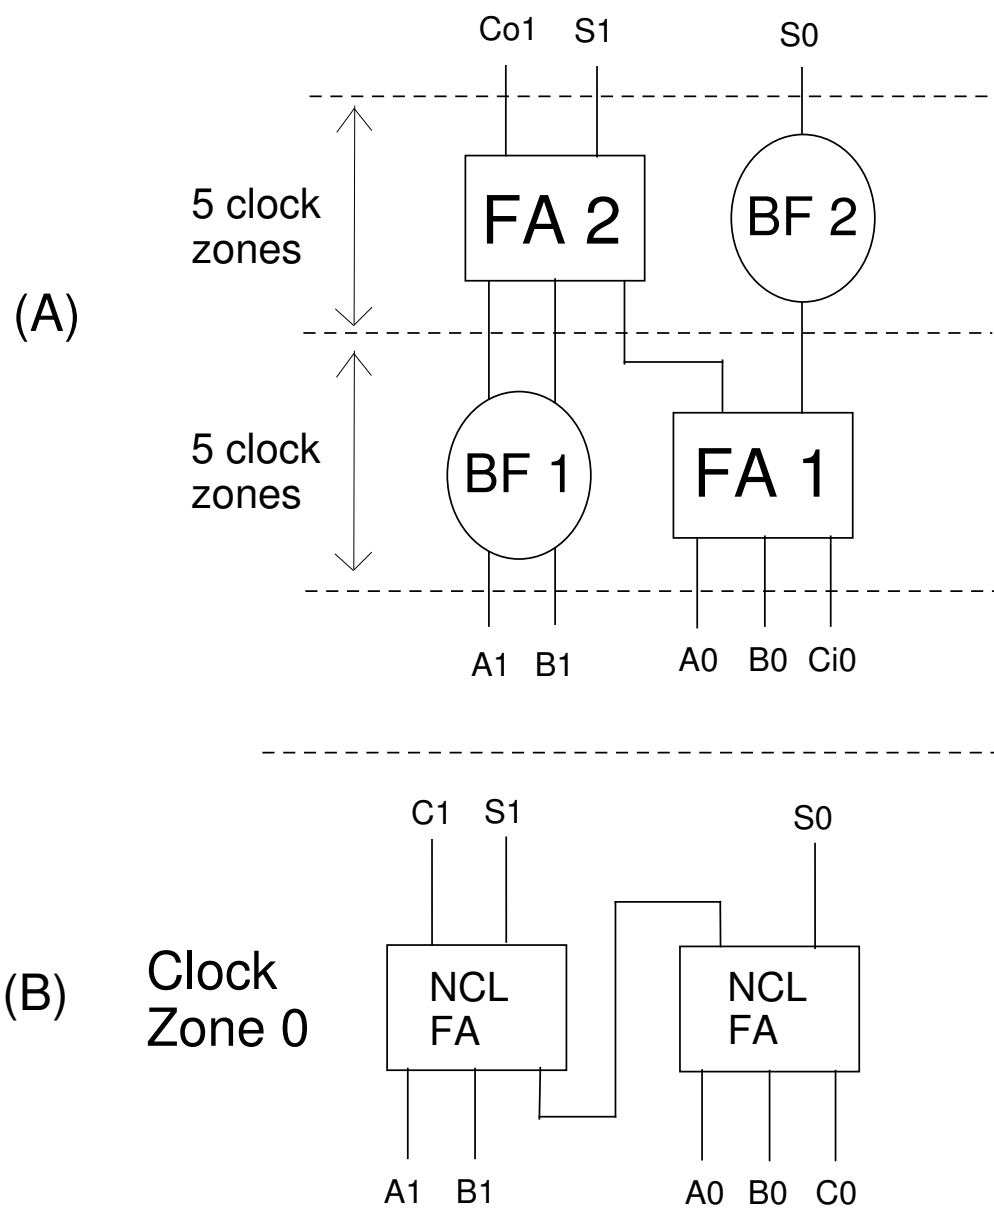 Co1 S1 S0
5 clock
zones
FA 2
BF 2
(A)
5 clock
zones
BF 1
FA 1
A1 B1 A0 B0 Ci0
C1 S1 S0
(B)
Clock
Zone 0
NCL
FA
NCL
FA
A1 B1 A0 B0 C0